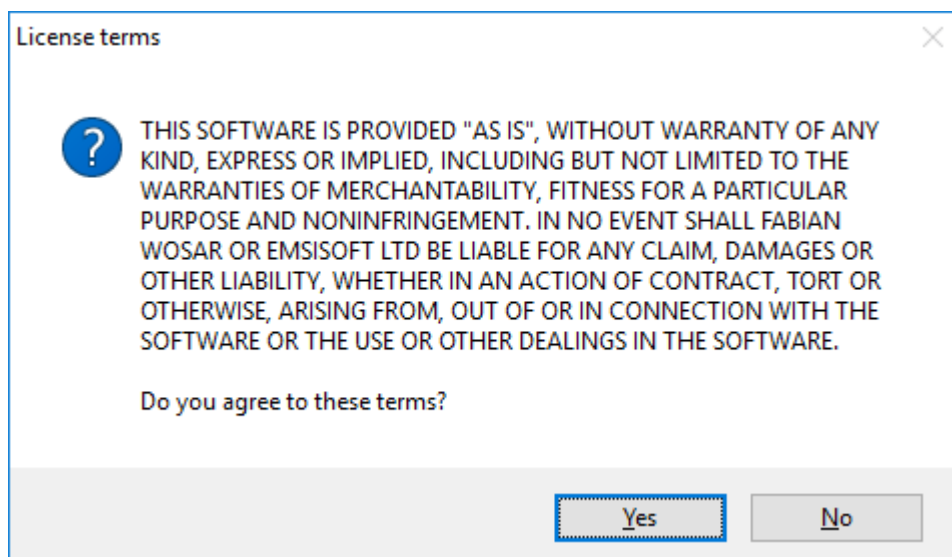 License terms
?
THIS SOFTWARE IS PROVIDED "AS IS", WITHOUT WARRANTY OF ANY
KIND, EXPRESS OR IMPLIED, INCLUDING BUT NOT LIMITED TO THE
WARRANTIES OF MERCHANTABILITY, FITNESS FOR A PARTICULAR
PURPOSE AND NONINFRINGEMENT. IN NO EVENT SHALL FABIAN
WOSAR OR EMSISOFT LTD BE LIABLE FOR ANY CLAIM, DAMAGES OR
OTHER LIABILITY, WHETHER IN AN ACTION OF CONTRACT, TORT OR
OTHERWISE, ARISING FROM, OUT OF OR IN CONNECTION WITH THE
SOFTWARE OR THE USE OR OTHER DEALINGS IN THE SOFTWARE.
Do you agree to these terms?
Yes
No